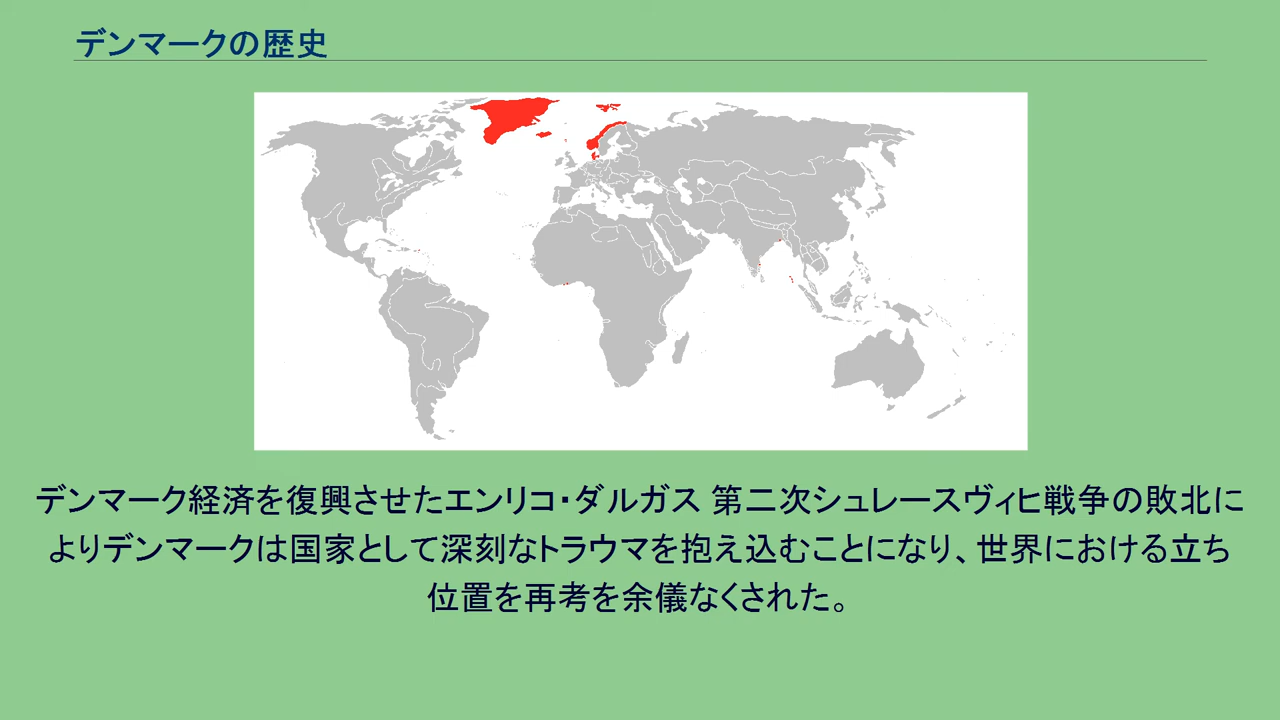 デンマークの歴史
デンマーク経済を復興させたエンリコ・ダルガス 第二次シュレースヴィヒ戦争の敗北に
よりデンマークは国家として深刻なトラウマを抱え込むことになり、世界における立ち
位置を再考を余儀なくされた。